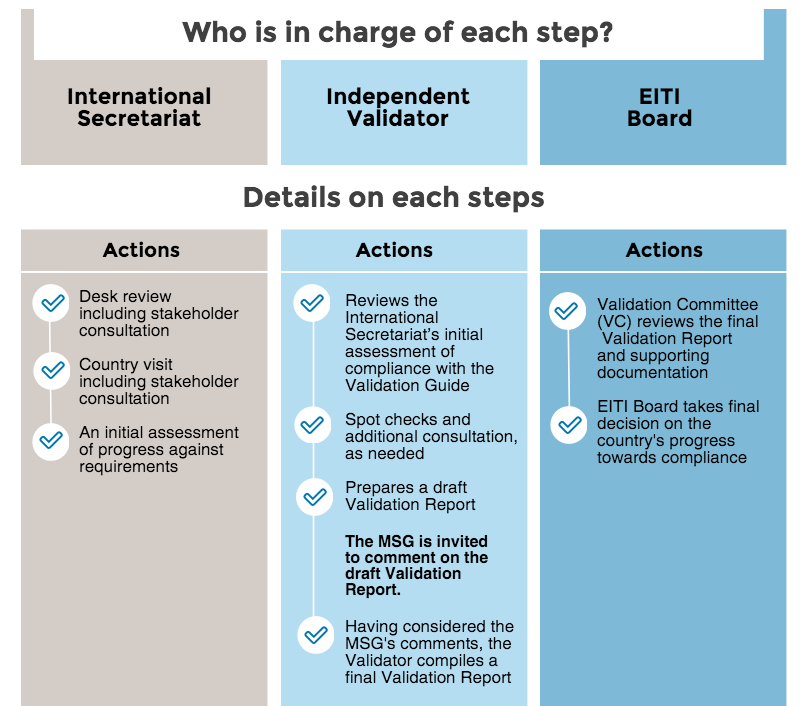 Who is in charge of each step?
International
Secretariat
Independent
Validator
EITI
Board
Details on each steps
Actions
Desk review
including stakeholder
consultation
Country visit
including stakeholder
consultation
An initial assessment
of progress against
requirements
Actions
Reviews the
International
Secretariat's initial
assessment of
compliance with the
Validation Guide
Spot checks and
additional consultation,
as needed
Prepares a draft
Validation Report
The MSG is invited
to comment on the
draft Validation
Report.
Having considered the
MSG's comments, the
Validator compiles a
final Validation Report
Actions
Validation Committee
(VC) reviews the final
Validation Report
and supporting
documentation
EITI Board takes final
decision on the
country's progress
towards compliance